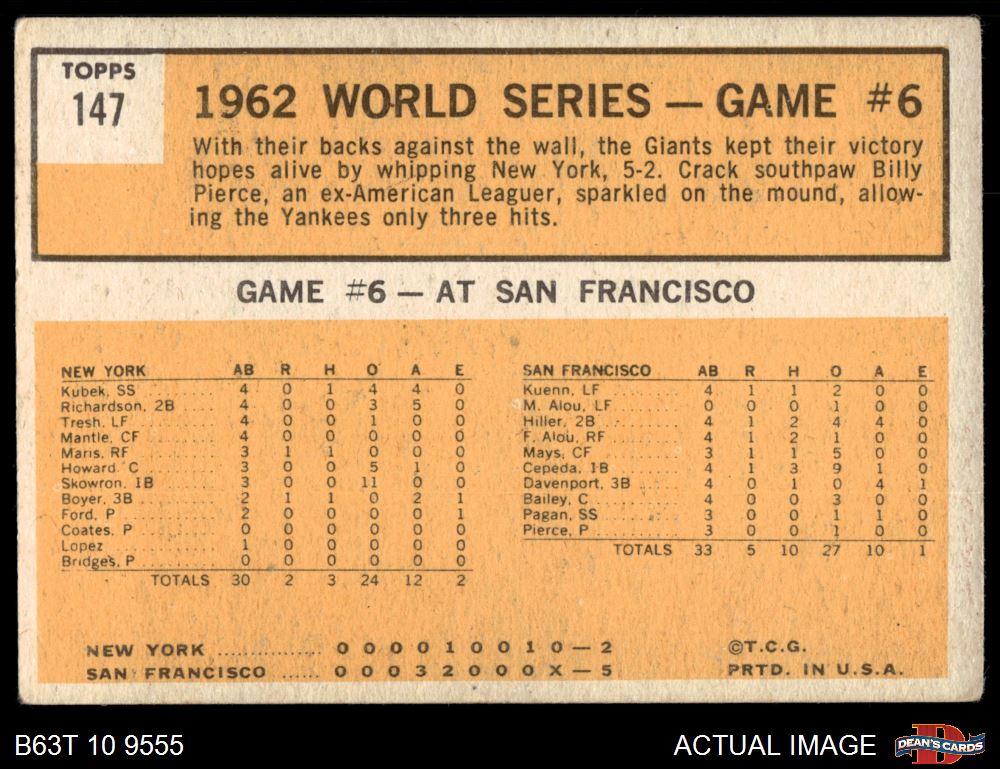 TOPPS
147
1962 WORLD SERIES — GAME #6
With their backs against the wall, the Giants kept their victory
hopes alive by whipping New York, 5-2. Crack southpaw Billy
Pierce, an ex-American Leaguer, sparkled on the mound, allow-
ing the Yankees only three hits.
GAME #6 — AT SAN FRANCISCO
NEW YORK AB R H O A E
Kubek, SS ..... 4 0 1 4 4 0
Richardson, 2B .... 4 0 0 3 5 0
Tresh, LF ..... 4 0 0 1 0 0
Mantle, CF ..... 4 0 0 0 0 0
Maris, RF ..... 3 1 1 0 0 0
Howard C ..... 3 0 0 5 1 0
Skowron, 1B ..... 3 0 0 11 0 0
Boyer, 3B ..... 2 1 1 0 2 1
Ford, P ..... 2 0 0 0 0 1
Coates, P ..... 0 0 0 0 0 0
Lopez ..... 1 0 0 0 0 0
Bridges, P ..... 0 0 0 0 0 0
TOTALS 30 2 3 24 12 2
SAN FRANCISCO AB R H O A E
Kuenn, LF ..... 4 1 1 2 0 0
M. Alou, LF ..... 0 0 0 1 0 0
Hiller, 2B ..... 4 1 2 4 4 0
F. Alou, RF ..... 4 1 2 1 0 0
Mays, CF ..... 3 1 1 5 0 0
Cepeda, 1B ..... 4 1 3 9 1 0
Davenport, 3B ..... 4 0 1 0 4 1
Bailey, C ..... 4 0 0 3 0 0
Pagan, SS ..... 3 0 0 1 1 0
Pierce, P ..... 3 0 0 1 0 0
TOTALS 33 5 10 27 10 1
NEW YORK .............. 0 0 0 0 1 0 0 1 0 — 2
SAN FRANCISCO ...... 0 0 0 3 2 0 0 0 X — 5
©T.C.G.
PRTD. IN U.S.A.
B63T 10 9555
ACTUAL IMAGE
D
DEAN'S CARDS